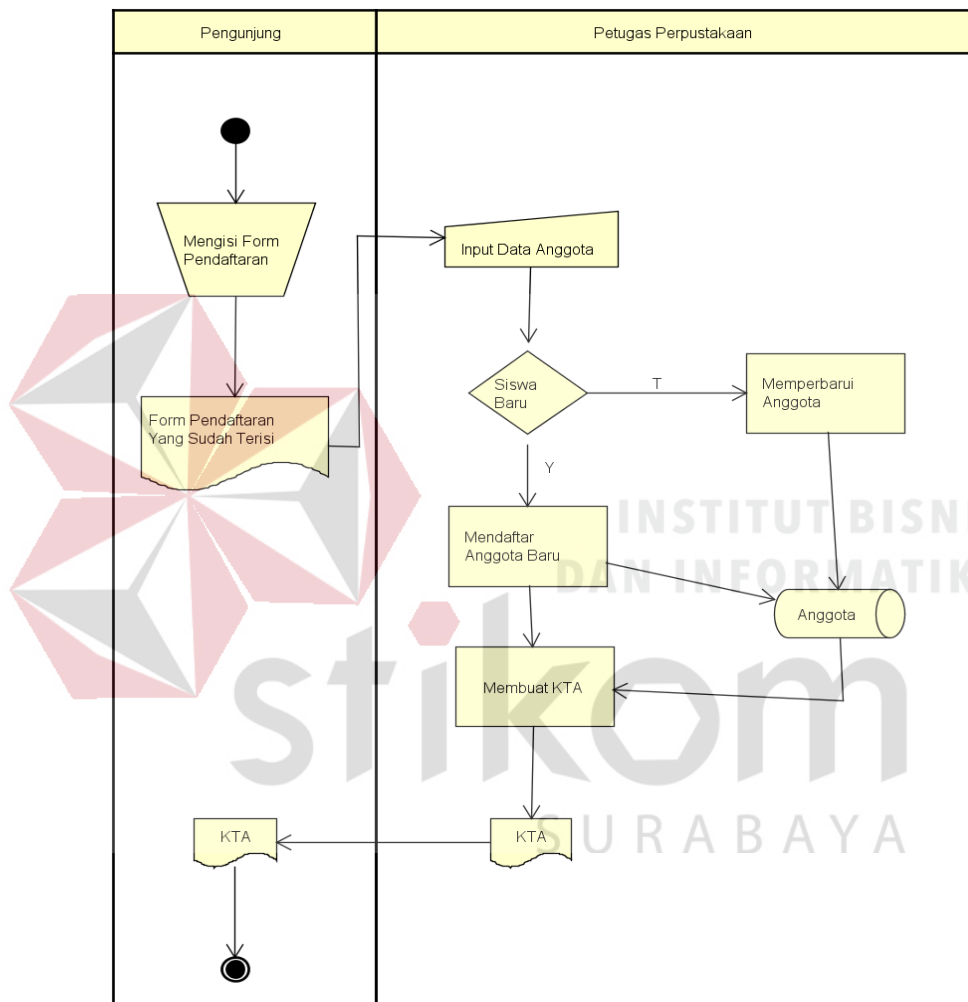 Pengunjung
Petugas Perpustakaan
Mengisi Form
Pendaftaran
Input Data Anggota
Siswa
Baru
T
Memperbarui
Anggota
Form Pendaftaran
Yang Sudah Terisi
Y
Mendaftar
Anggota Baru
INSTITUT BISNI
DAN INFORMATIK
Anggota
stikom
Membuat KTA
SURABAYA
KTA
KTA